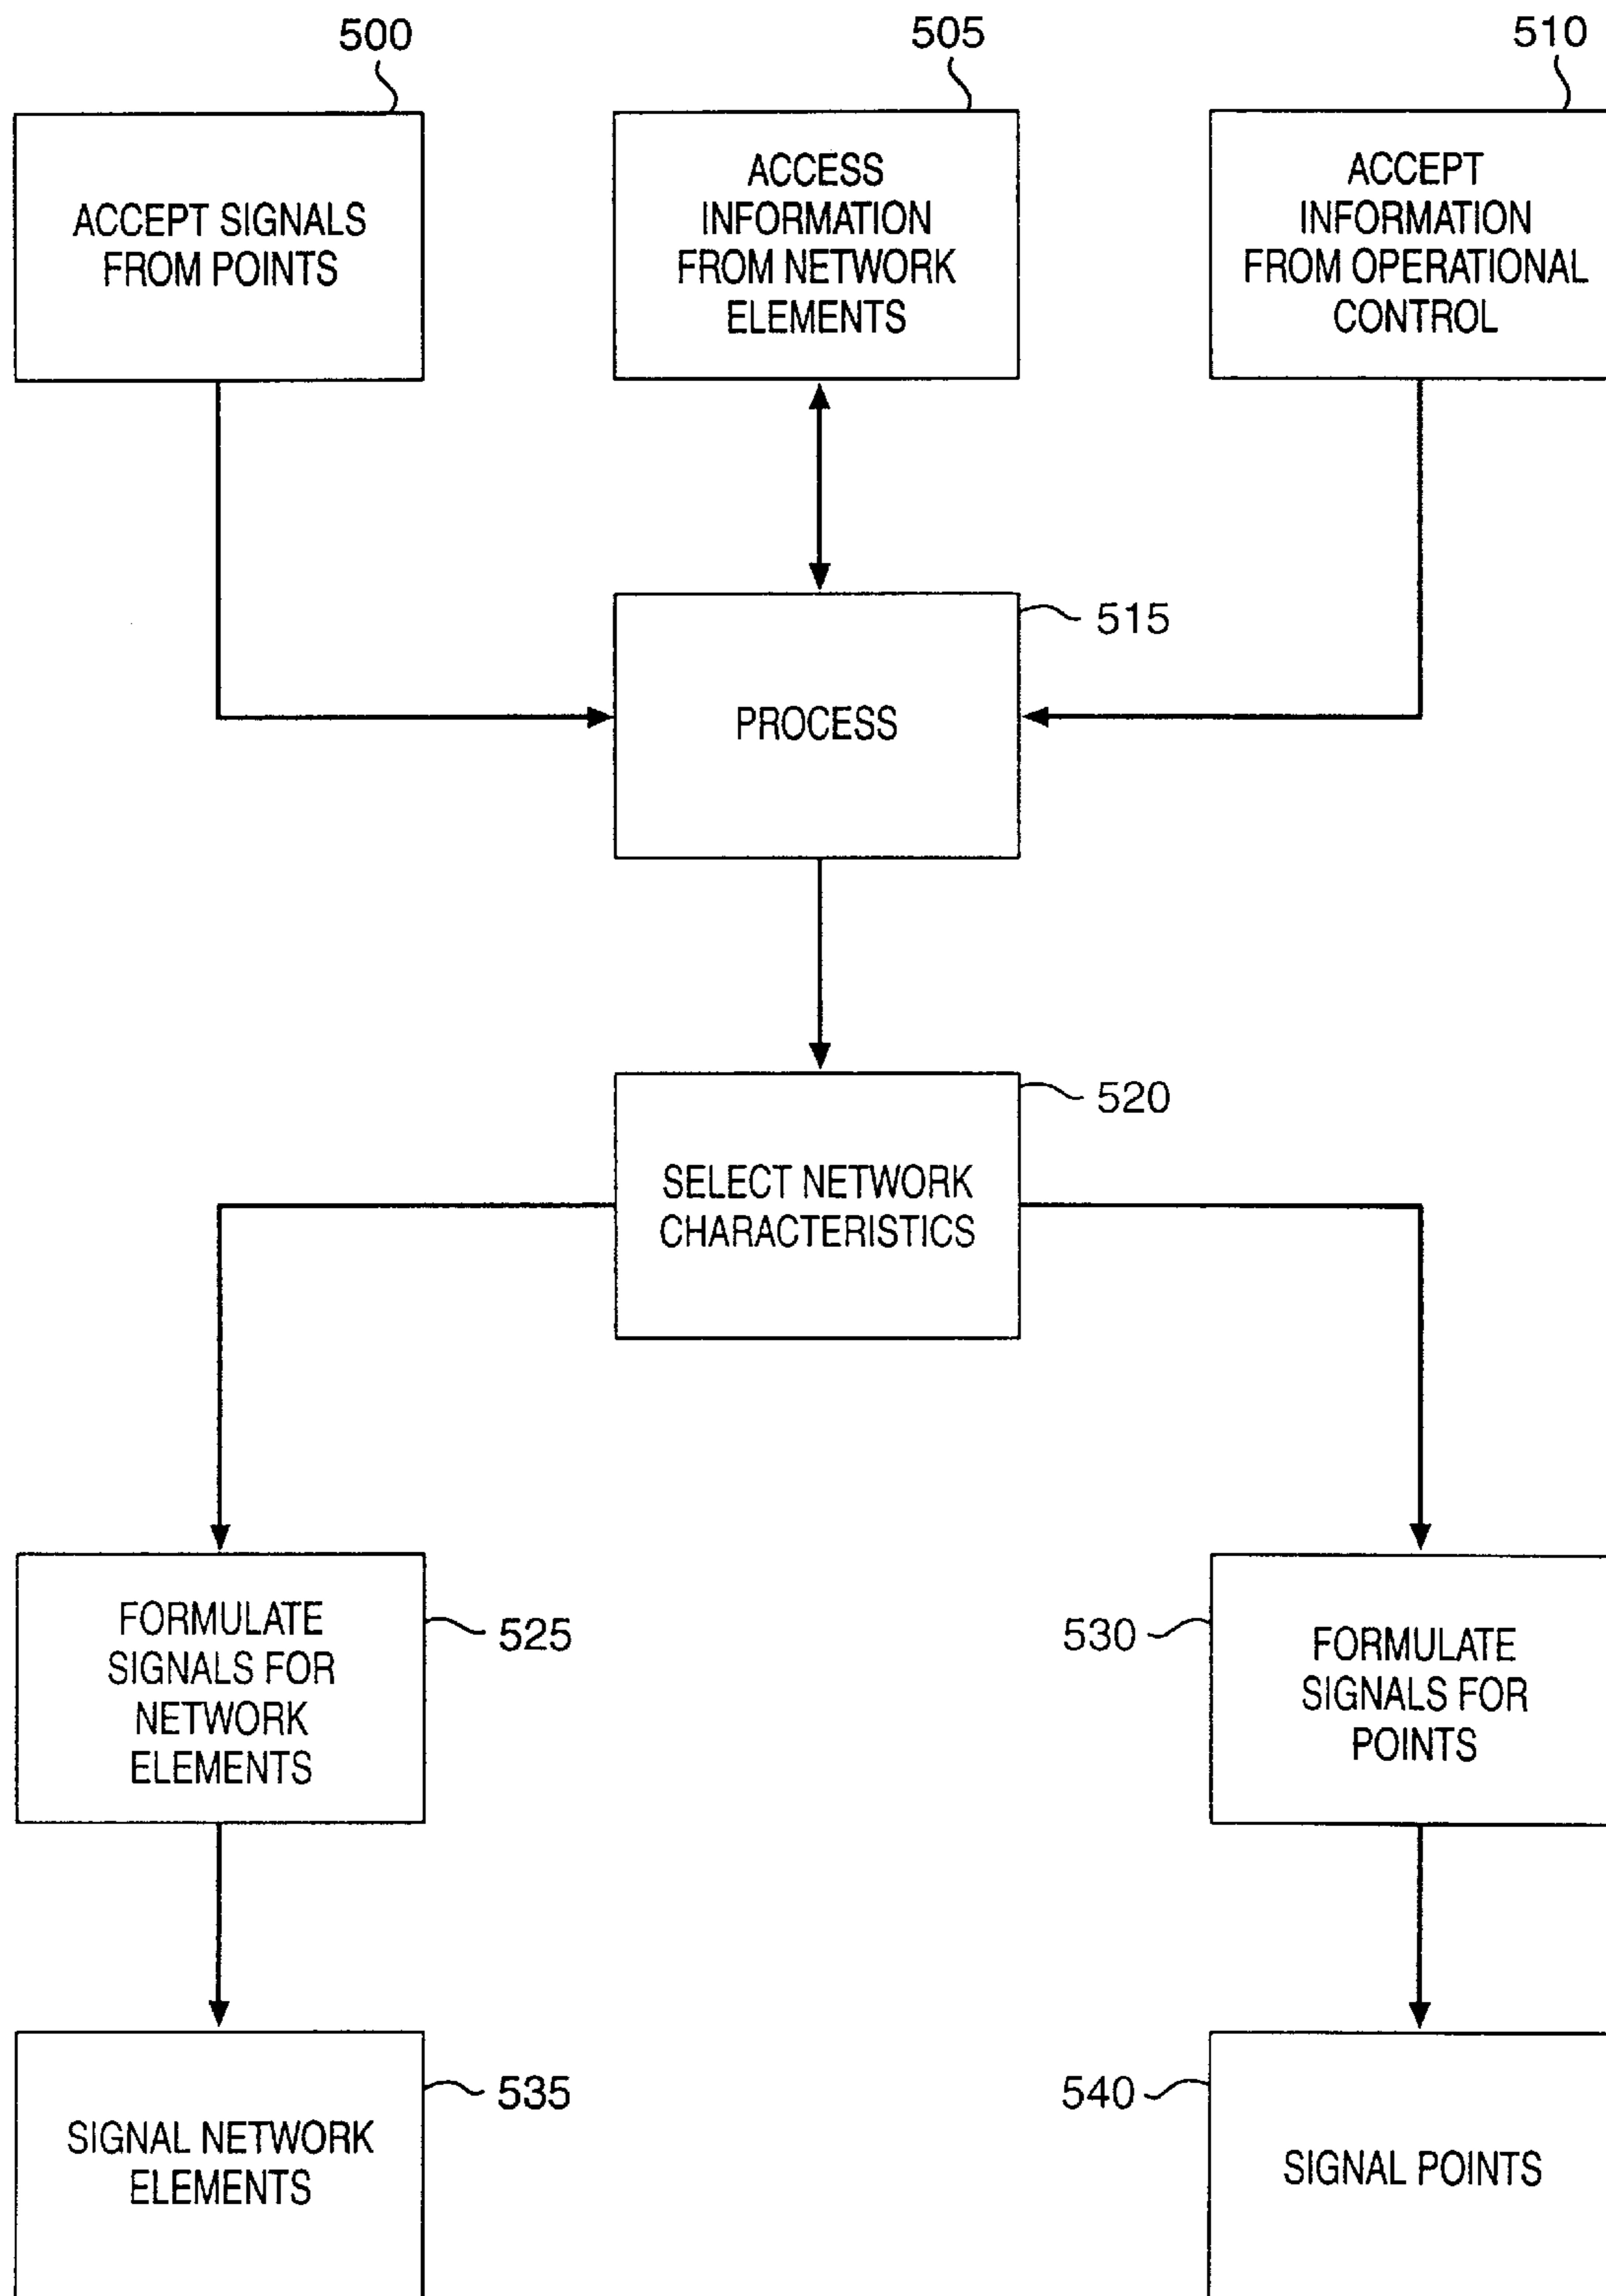 500
505
510
ACCEPT SIGNALS
FROM POINTS
ACCESS
INFORMATION
FROM NETWORK
ELEMENTS
ACCEPT
INFORMATION
FROM OPERATIONAL
CONTROL
515
PROCESS
520
SELECT NETWORK
CHARACTERISTICS
FORMULATE
SIGNALS FOR
NETWORK
ELEMENTS
525
530
FORMULATE
SIGNALS FOR
POINTS
535
SIGNAL NETWORK
ELEMENTS
540
SIGNAL POINTS